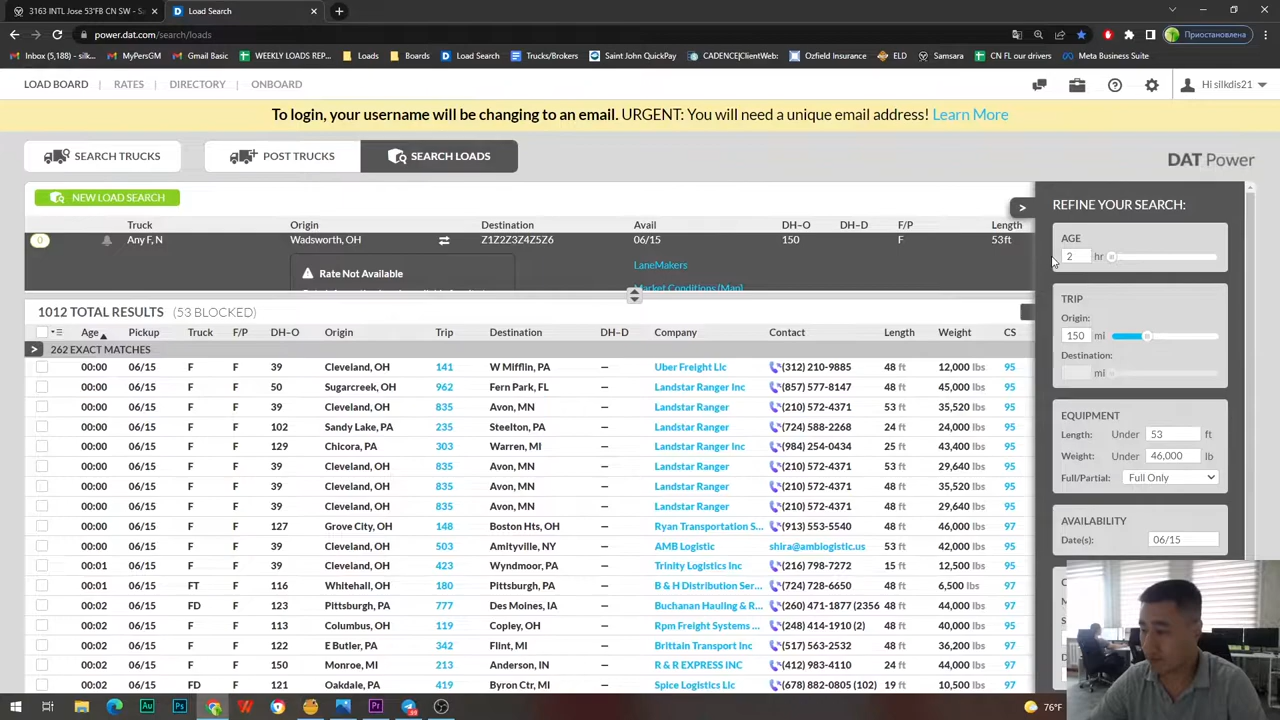 3163 INTL Jose 53'FB CN SW - Sa
Load Search
power.dat.com/search/loads
Приостановлена
Inbox (5,188) - silk...
MyPersGM
Gmail Basic
WEEKLY LOADS REP...
Loads
Boards
Load Search
Trucks/Brokers
Saint John QuickPay
CADENCE|ClientWeb:
Ozfield Insurance
ELD
Samsara
CN FL our drivers
Meta Business Suite
LOAD BOARD RATES DIRECTORY ONBOARD
Hi silkdis21
To login, your username will be changing to an email. URGENT: You will need a unique email address! Learn More
SEARCH TRUCKS POST TRUCKS SEARCH LOADS
DAT Power
NEW LOAD SEARCH
Truck Origin Destination Avail DH–O DH–D F/P Length
0 Any F, N Wadsworth, OH Z1Z2Z3Z4Z5Z6 06/15 150 F 53ft
Rate Not Available
LaneMakers
Market Conditions (Map)
1012 TOTAL RESULTS (53 BLOCKED)
Age Pickup Truck F/P DH–O Origin Trip Destination DH–D Company Contact Length Weight CS
262 EXACT MATCHES
00:00 06/15 F F 39 Cleveland, OH 141 W Mifflin, PA — Uber Freight Llc (312) 210-9885 48 ft 12,000 lbs 95
00:00 06/15 F F 50 Sugarcreek, OH 962 Fern Park, FL — Landstar Ranger Inc (857) 577-8147 48 ft 45,000 lbs 95
00:00 06/15 F F 39 Cleveland, OH 835 Avon, MN — Landstar Ranger (210) 572-4371 53 ft 35,520 lbs 95
00:00 06/15 F F 102 Sandy Lake, PA 235 Steelton, PA — Landstar Ranger (724) 588-2268 24 ft 24,000 lbs 95
00:00 06/15 F F 129 Chicora, PA 303 Warren, MI — Landstar Ranger Inc (984) 254-0434 25 ft 43,400 lbs 95
00:00 06/15 F F 39 Cleveland, OH 835 Avon, MN — Landstar Ranger (210) 572-4371 53 ft 29,640 lbs 95
00:00 06/15 F F 39 Cleveland, OH 835 Avon, MN — Landstar Ranger (210) 572-4371 48 ft 35,520 lbs 95
00:00 06/15 F F 39 Cleveland, OH 835 Avon, MN — Landstar Ranger (210) 572-4371 48 ft 29,640 lbs 95
00:00 06/15 F F 127 Grove City, OH 148 Boston Hts, OH — Ryan Transportation S... (913) 553-5540 48 ft 46,000 lbs 97
00:00 06/15 F F 39 Cleveland, OH 503 Amityville, NY — AMB Logistic shira@amblogistic.us 53 ft 42,000 lbs 95
00:01 06/15 F F 39 Cleveland, OH 423 Wyndmoor, PA — Trinity Logistics Inc (216) 798-7272 15 ft 12,500 lbs 95
00:01 06/15 FT F 116 Whitehall, OH 180 Pittsburgh, PA — B & H Distribution Ser... (724) 728-6650 48 ft 6,500 lbs 97
00:02 06/15 FD F 123 Pittsburgh, PA 777 Des Moines, IA — Buchanan Hauling & R... (260) 471-1877 (2356 48 ft 44,000 lbs 95
00:02 06/15 F F 113 Columbus, OH 119 Copley, OH — Rpm Freight Systems ... (248) 414-1910 (2) 48 ft 40,000 lbs 95
00:02 06/15 F F 122 E Butler, PA 342 Flint, MI — Brittain Transport Inc (517) 563-2532 48 ft 36,200 lbs 95
00:02 06/15 F F 150 Monroe, MI 213 Anderson, IN — R & R EXPRESS INC (412) 983-4110 24 ft 44,000 lbs 95
00:02 06/15 FD F 121 Oakdale, PA 419 Byron Ctr, MI — Spice Logistics Llc (678) 882-0805 (102) 19 ft 10,500 lbs 95
REFINE YOUR SEARCH:
AGE
2 hr
TRIP
Origin:
150 mi
Destination:
mi
EQUIPMENT
Length: Under 53 ft
Weight: Under 46,000 lb
Full/Partial: Full Only
AVAILABILITY
Date(s): 06/15
76°F